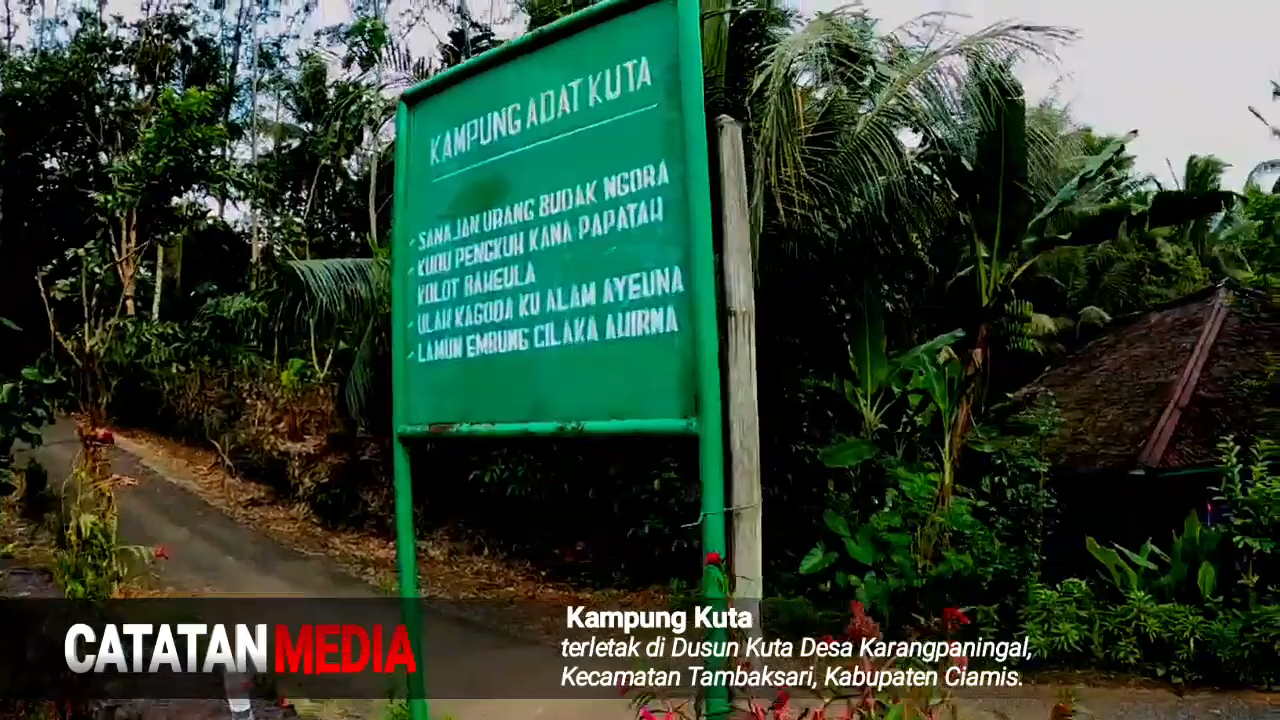 KAMPUNG ADAT KUTA
- SANAJAN URANG BUDAK NGORA
- KUDU PENGKUH KANA PAPATAH
KOLOT BAHEULA
- ULAH KAGODA KU ALAM AYEUNA
- LAMUN EMBUNG CILAKA AHIRNA
CATATAN MEDIA
Kampung Kuta
terletak di Dusun Kuta Desa Karangpaningal,
Kecamatan Tambaksari, Kabupaten Ciamis.